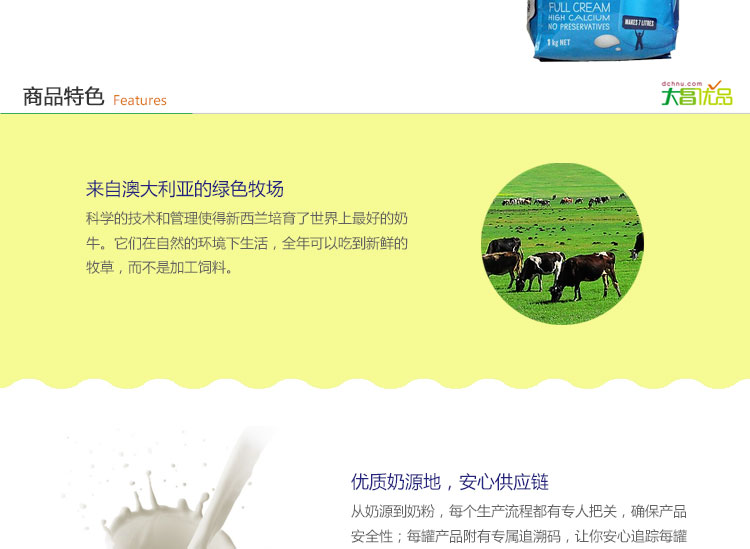 FULL CREAM
HIGH CALCIUM
NO PRESERVATIVES
MAKES 7 LITRES
1 kg NET
商品特色 Features
dchnu.com
大昌优品
来自澳大利亚的绿色牧场
科学的技术和管理使得新西兰培育了世界上最好的奶
牛。它们在自然的环境下生活，全年可以吃到新鲜的
牧草，而不是加工饲料。
优质奶源地，安心供应链
从奶源到奶粉，每个生产流程都有专人把关，确保产品
安全性；每罐产品附有专属追溯码，让你安心追踪每罐